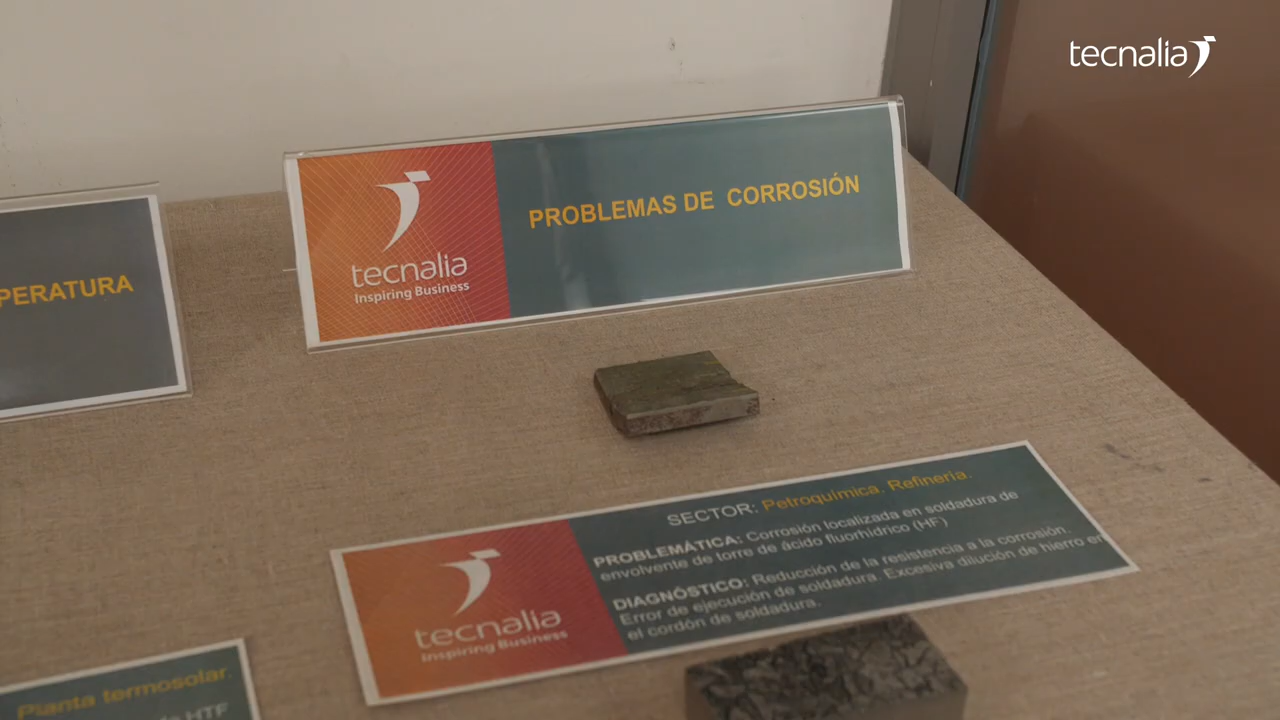 tecnalia
tecnalia
Inspiring Business
PROBLEMAS DE CORROSIÓN
PERATURA
SECTOR: Petroquímica. Refinería.
PROBLEMÁTICA: Corrosión localizada en soldadura de
envolvente de torre de ácido fluorhídrico (HF)
DIAGNÓSTICO: Reducción de la resistencia a la corrosión.
Error de ejecución de soldadura. Excesiva dilución de hierro en
el cordón de soldadura.
tecnalia
Inspiring Business
Planta termosolar.
HTF